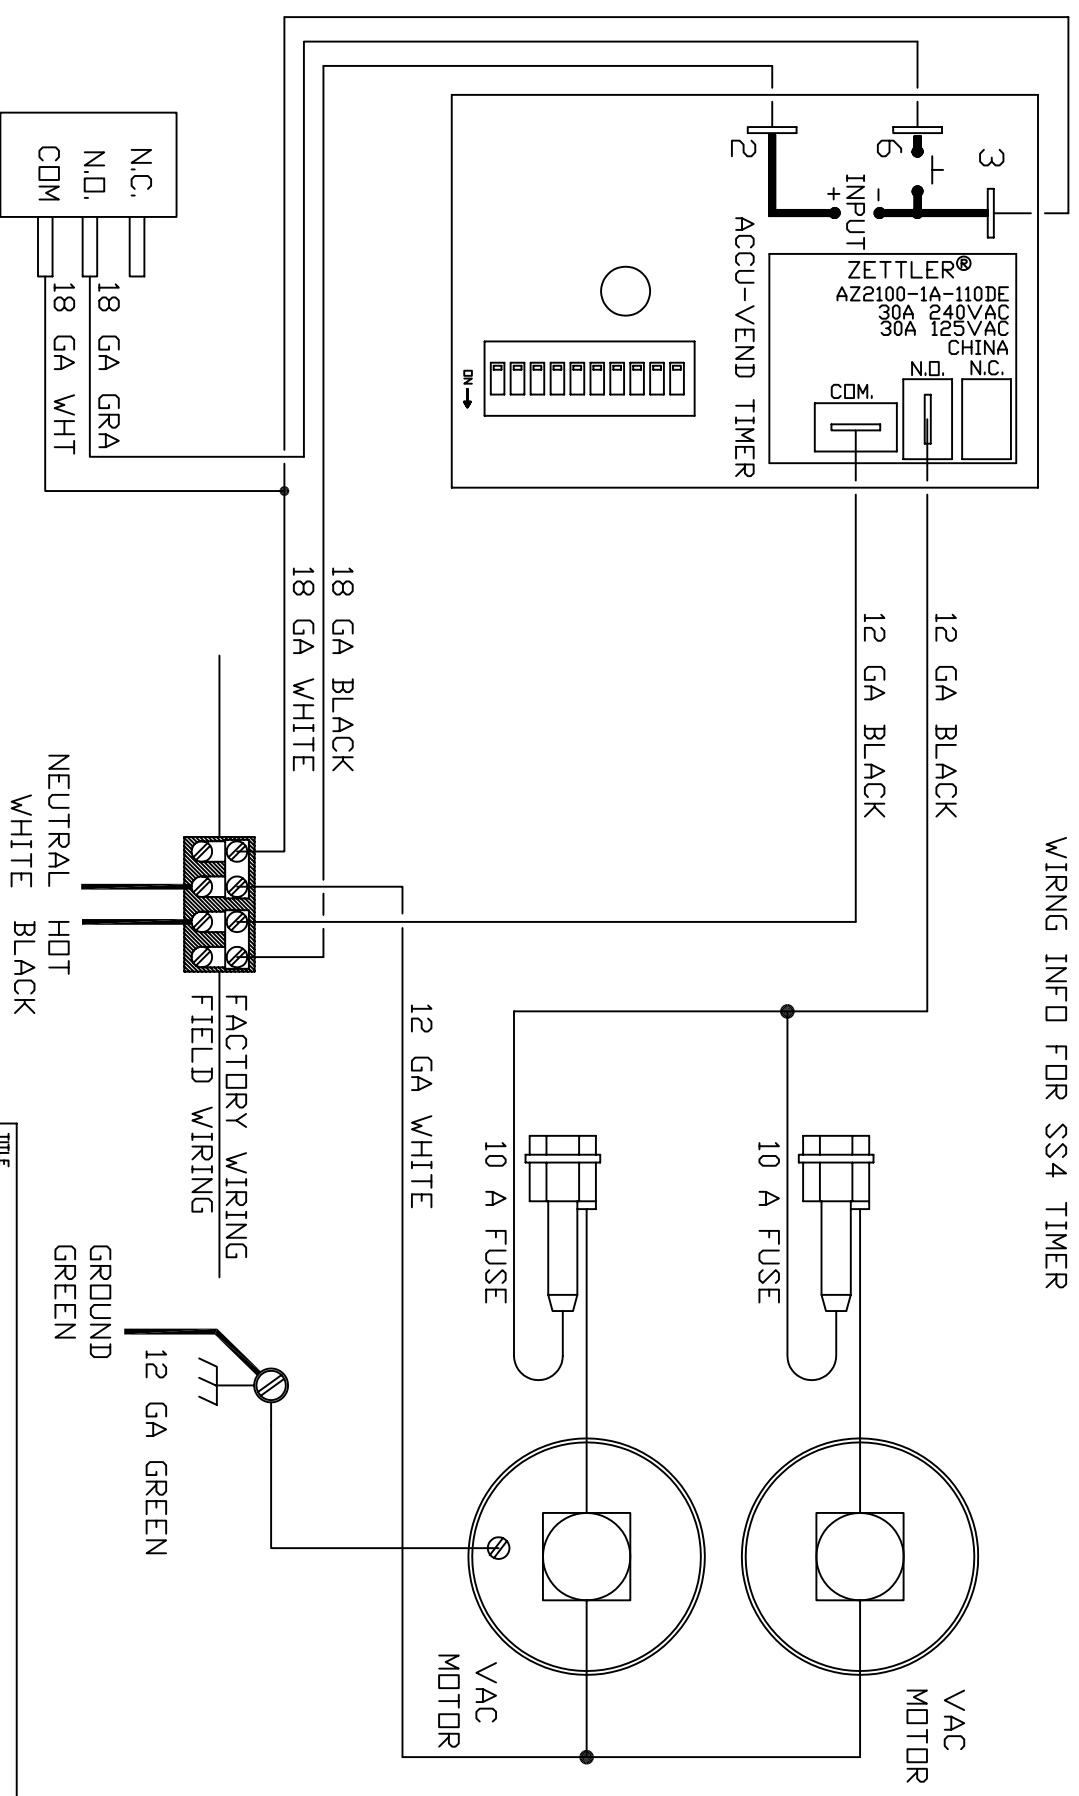 WIRNG INFO FOR SS4 TIMER
3
6
2
INPUT
-
+
ACCU-VEND TIMER
ZETTLER®
AZ2100-1A-110DE
30A 240VAC
30A 125VAC
CHINA
N.O. N.C.
COM.
ON
N.C.
N.O.
COM
18 GA GRA
18 GA WHT
18 GA BLACK
18 GA WHITE
12 GA BLACK
12 GA BLACK
NEUTRAL HOT
WHITE BLACK
FACTORY WIRING
FIELD WIRING
12 GA WHITE
10 A FUSE
10 A FUSE
GROUND
GREEN
12 GA GREEN
VAC
MOTOR
VAC
MOTOR
TITLE